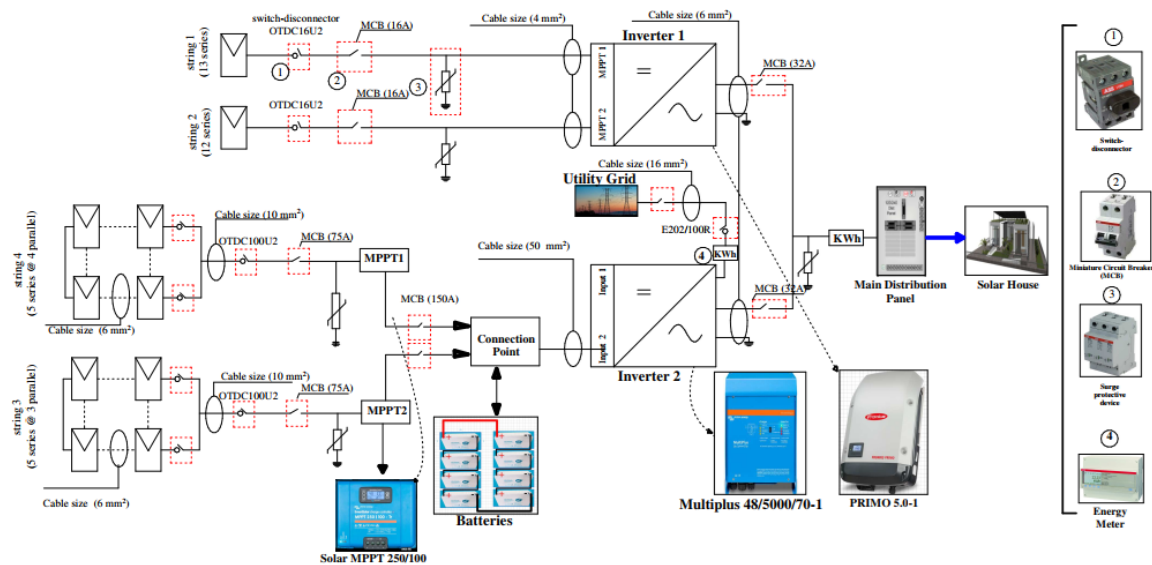 string 1
(13 series)
switch-disconnector
OTDC16U2
MCB (16A)
1
2
3
Cable size (4 mm²)
Inverter 1
MPPT 1
MPPT 2
Cable size (6 mm²)
MCB (32A)
string 2
(12 series)
OTDC16U2
MCB (16A)
Cable size (16 mm²)
Utility Grid
E202/100R
4
KWh
string 4
(5 series @ 4 parallel)
Cable size (10 mm²)
OTDC100U2
MCB (75A)
MPPT1
Cable size (6 mm²)
MCB (150A)
Cable size (50 mm²)
Connection
Point
Input 1
Input 2
Inverter 2
MCB (32A)
KWh
Main Distribution
Panel
Solar House
string 3
(5 series @ 3 parallel)
Cable size (10 mm²)
OTDC100U2
MCB (75A)
MPPT2
Cable size (6 mm²)
Solar MPPT 250/100
Batteries
Multiplus 48/5000/70-1
PRIMO 5.0-1
1
Switch-
disconnector
2
Miniature Circuit Breaker
(MCB)
3
Surge
protective
device
4
Energy
Meter